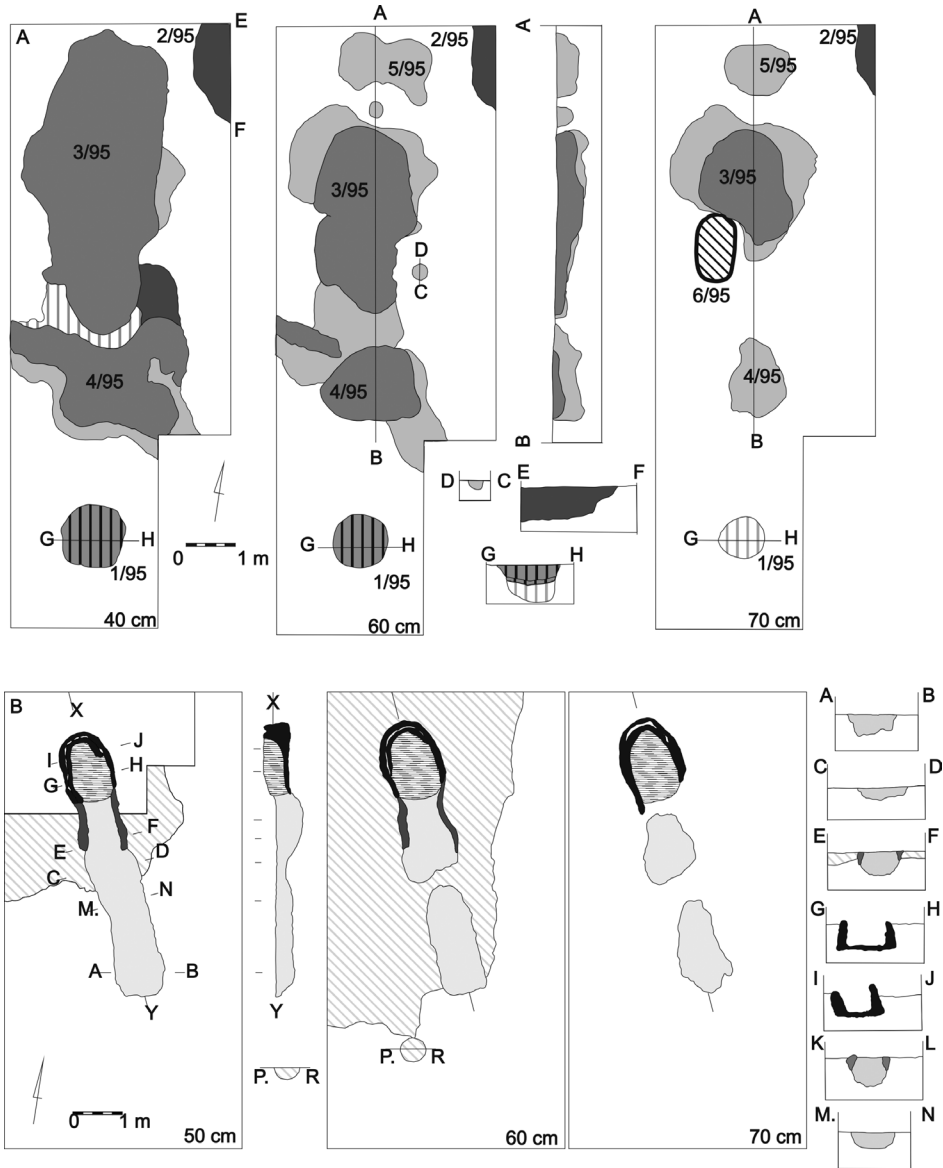 A
E
2/95
F
3/95
4/95
G H
1/95
0 1 m
40 cm
A
2/95
5/95
3/95
D
C
4/95
B
G H
1/95
60 cm
A
B
D C
E F
G H
2/95
5/95
3/95
6/95
4/95
B
G H
1/95
70 cm
B
X
J
I
H
G
F
E
D
C
N
M.
A B
Y
0 1 m
50 cm
X
Y
P. R
P. R
60 cm
70 cm
A B
C D
E F
G H
I J
K L
M. N